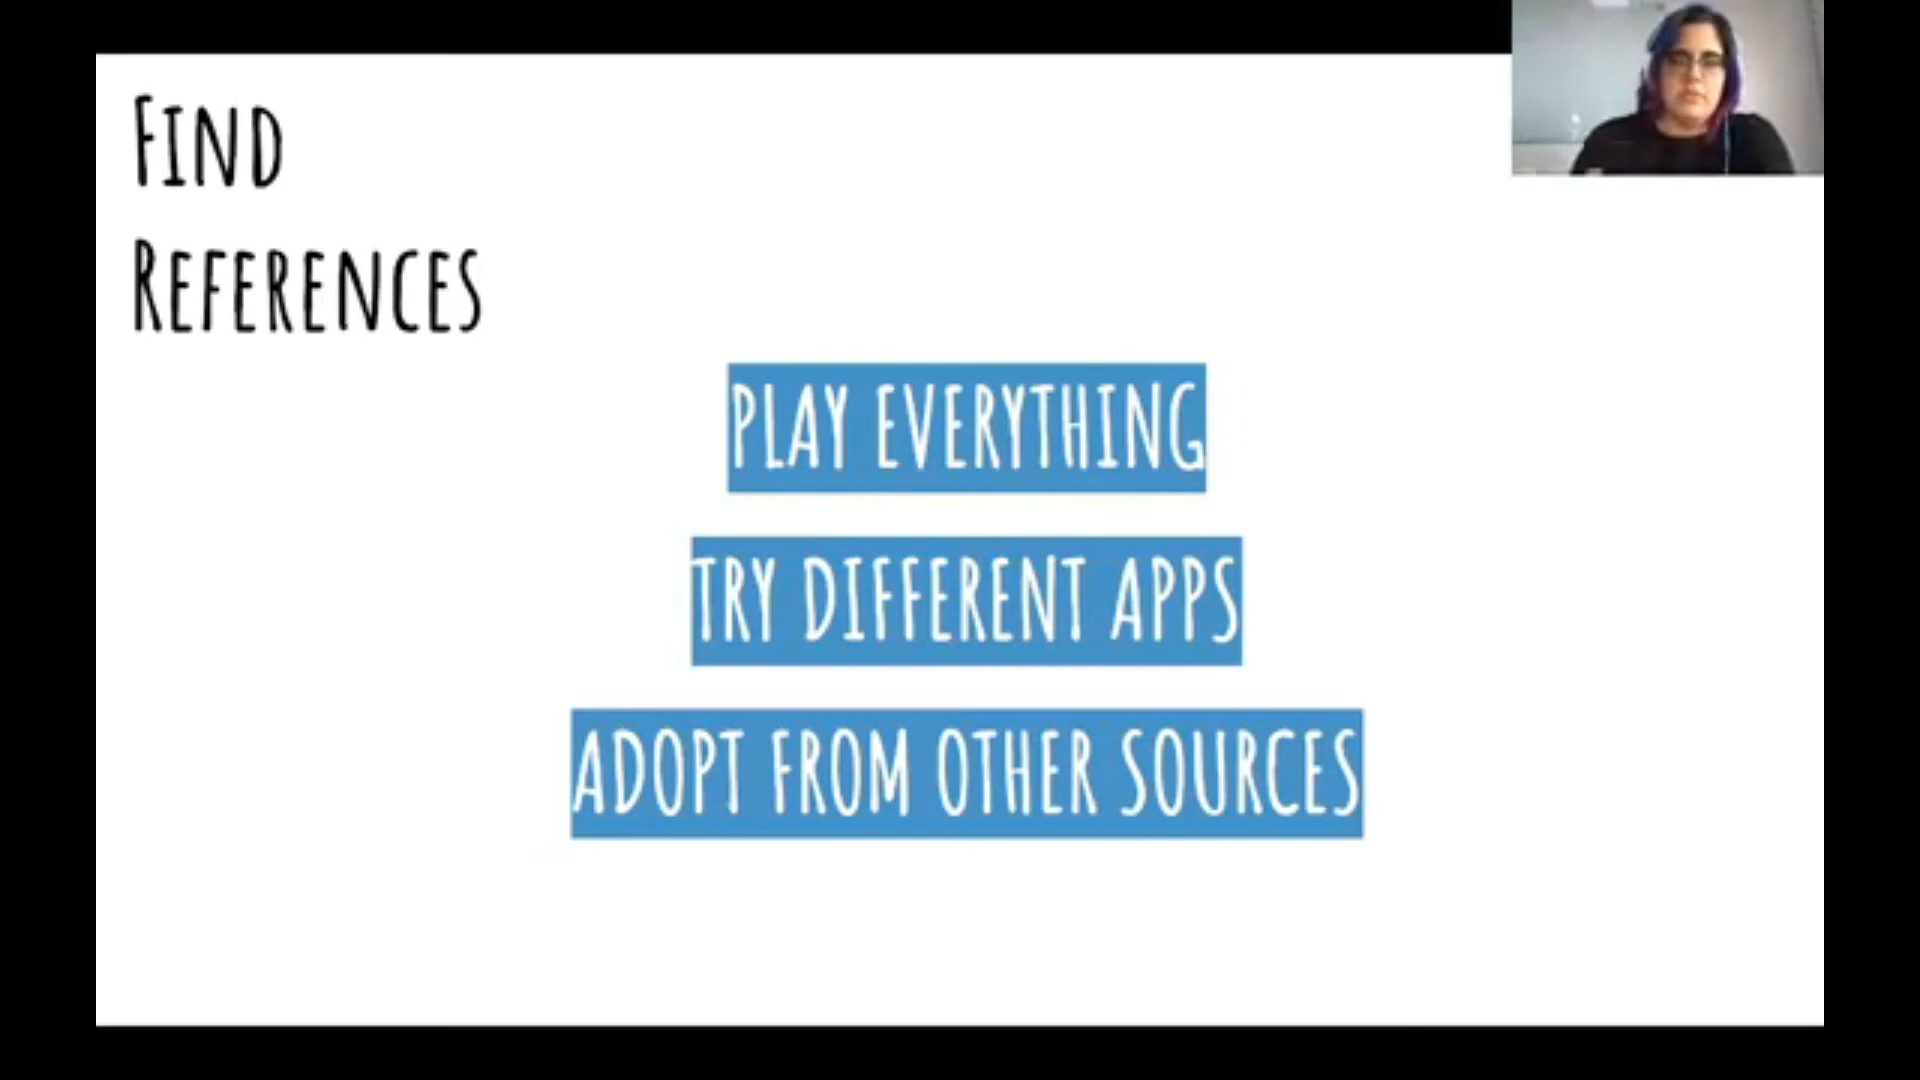 FIND
REFERENCES
PLAY EVERYTHING
TRY DIFFERENT APPS
ADOPT FROM OTHER SOURCES